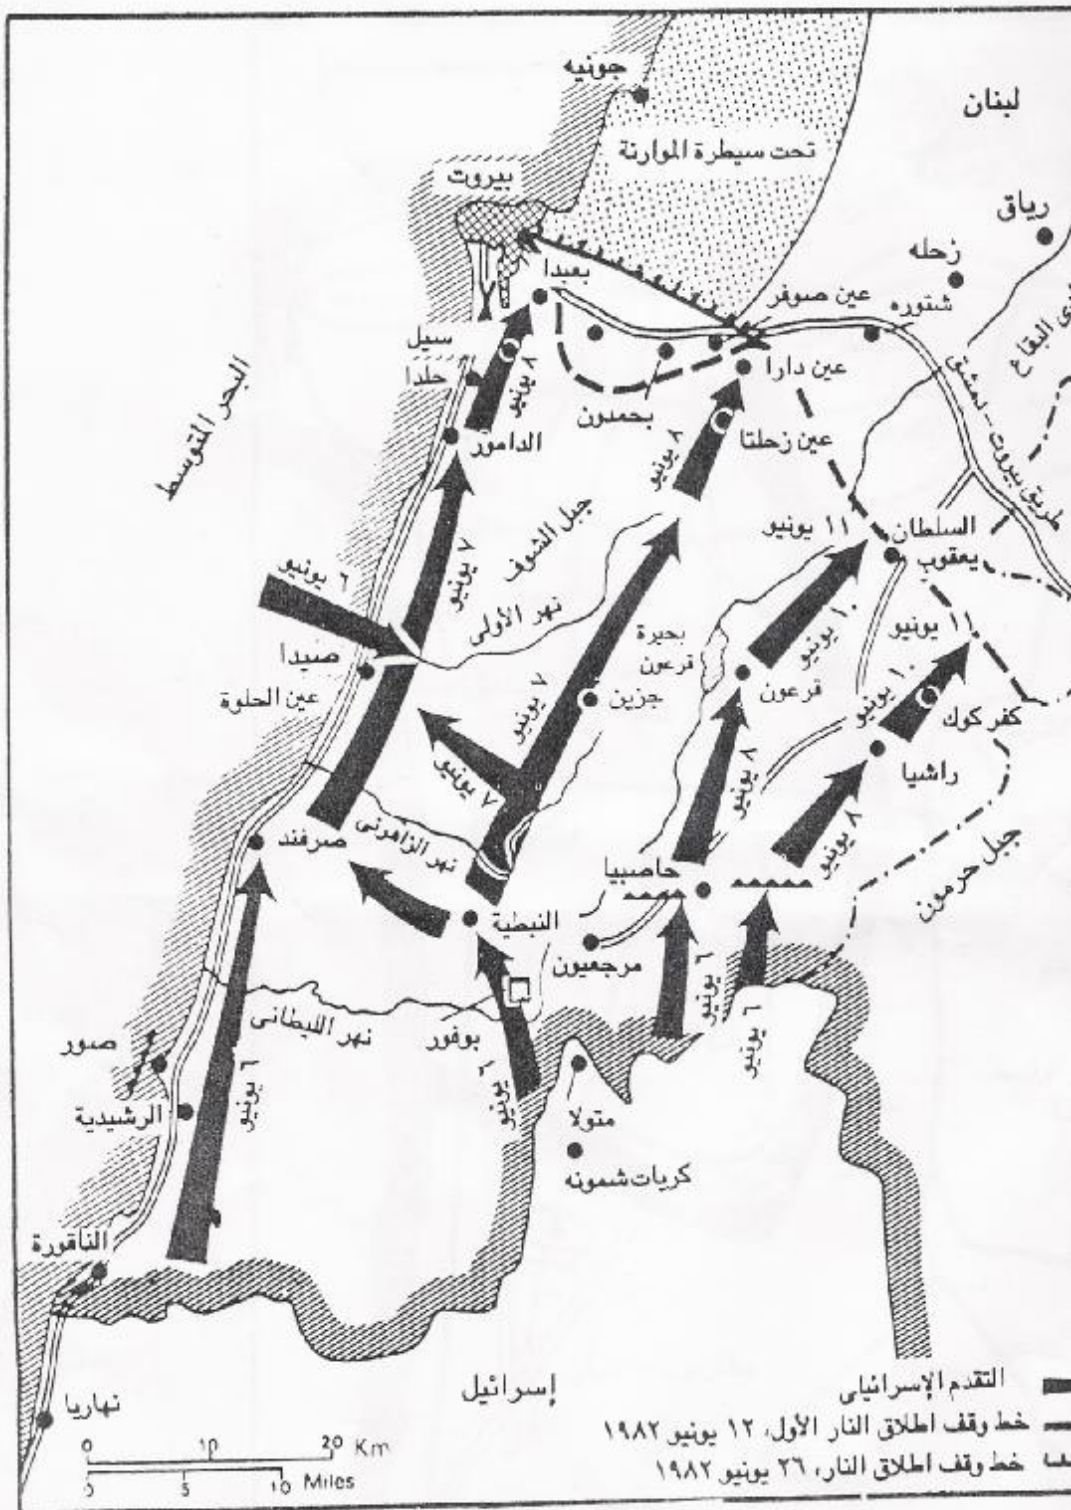 جونيه
لبنان
تحت سيطرة الموارنة
بيروت
رياق
زحله
بعبدا
عين صوفر
شتوره
سيل
حلدا
عين دارا
بحمدون
٨ يونيو
الدامور
عين زحلتا
٨ يونيو
البحر المتوسط
طريق بيروت – دمشق
جبل الشوف
١١ يونيو
السلطان
يعقوب
٧ يونيو
٦ يونيو
نهر الأولى
بحيرة
قرعون
١٠ يونيو
١١ يونيو
صنيدا
عين الحلوة
جزين
قرعون
١٠ يونيو
كفر كوك
٧ يونيو
٧ يونيو
راشيا
٨ يونيو
٨ يونيو
صرفند
نهر الزاهرنى
حاصبيا
جبل حرمون
النبطية
مرجعيون
٦ يونيو
٦ يونيو
نهر الليطانى
بوفور
صور
٦ يونيو
٦ يونيو
الرشيدية
متولا
كريات شمونه
الناقورة
إسرائيل
نهاريا
التقدم الإسرائيلى
خط وقف اطلاق النار الأول، ١٢ يونيو ١٩٨٢
خط وقف اطلاق النار، ٢٦ يونيو ١٩٨٢
0 10 20 Km
0 5 10 Miles